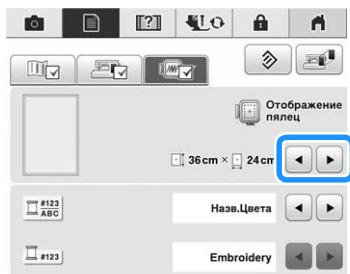 Отображение
пялец
36cm × 24cm
#123
ABC
Назв.Цвета
#123
Embroidery